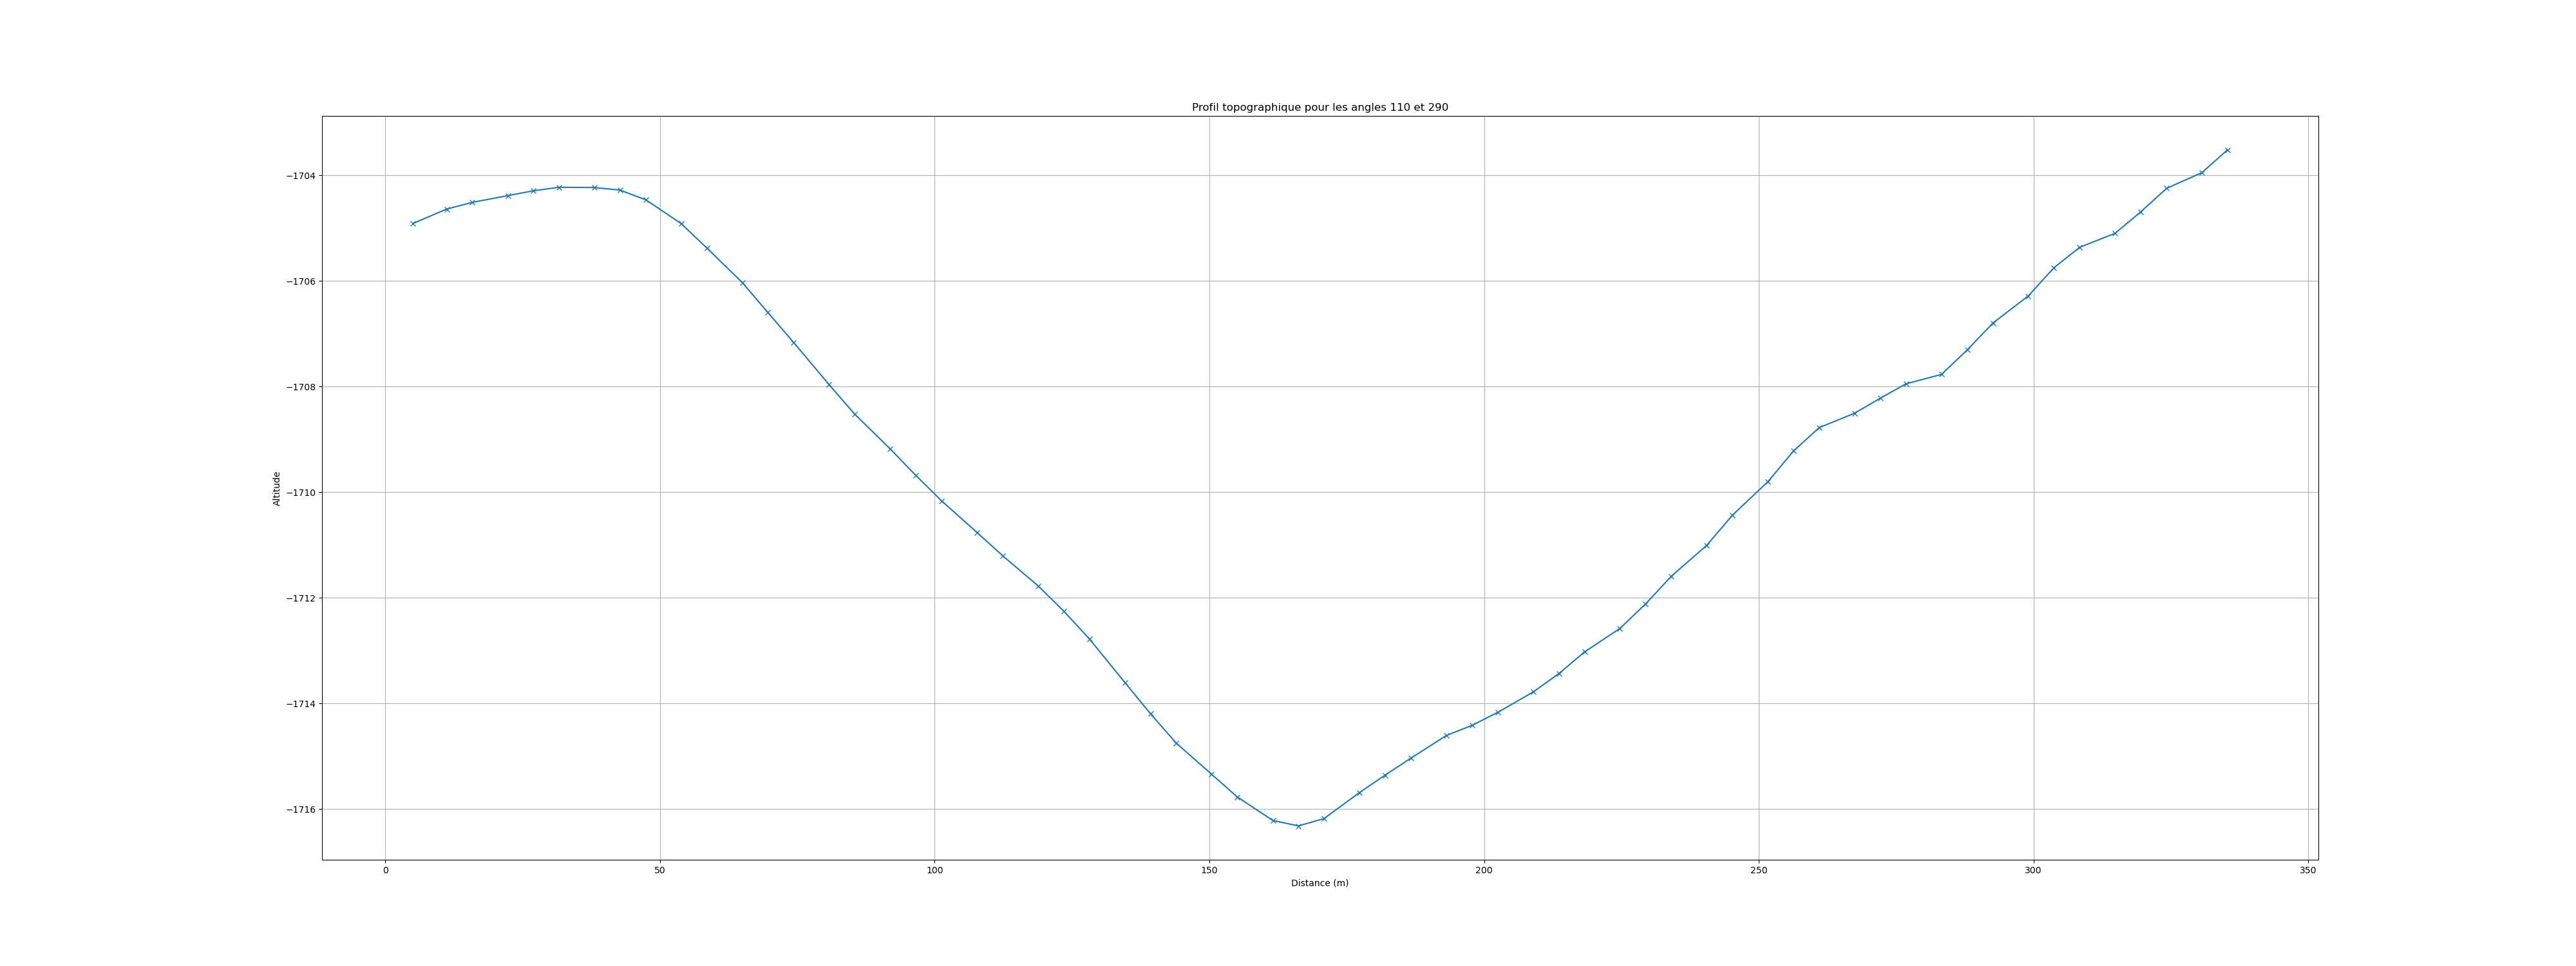 Profil topographique pour les angles 110 et 290
−1704
−1706
−1708
−1710
−1712
−1714
−1716
Altitude
0 50 100 150 200 250 300 350
Distance (m)